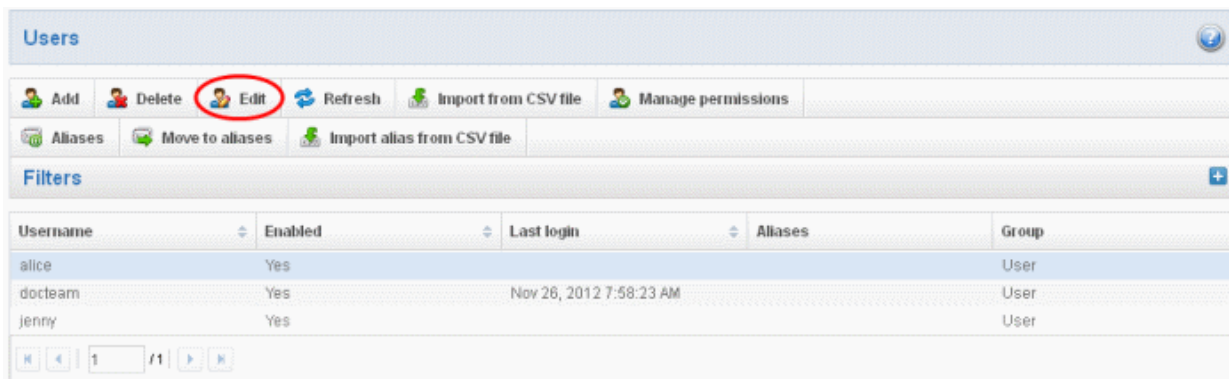 Users
Add Delete Edit Refresh Import from CSV file Manage permissions
Aliases Move to aliases Import alias from CSV file
Filters
Username Enabled Last login Aliases Group
alice Yes User
docteam Yes Nov 26, 2012 7:58:23 AM User
jenny Yes User
1 /1